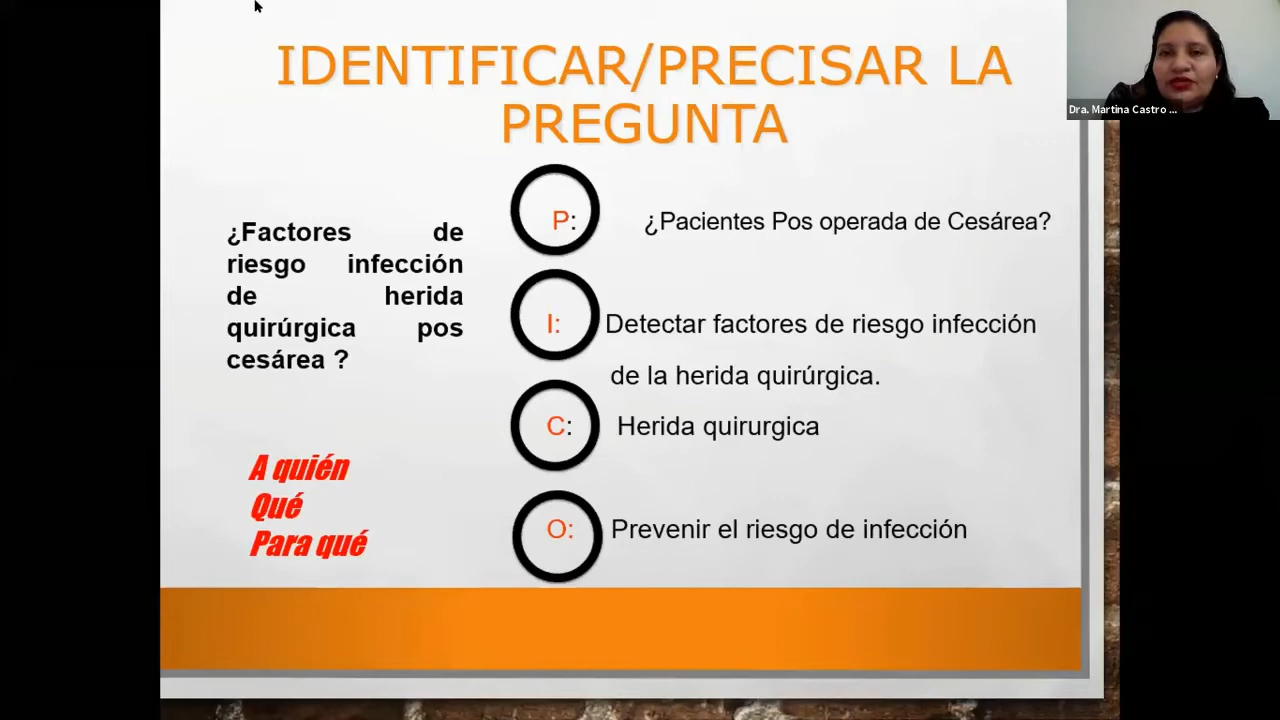 IDENTIFICAR/PRECISAR LA
PREGUNTA
Dra. Martina Castro ...
¿Factores de
riesgo infección
de herida
quirúrgica pos
cesárea ?
A quién
Qué
Para qué
P: ¿Pacientes Pos operada de Cesárea?
I: Detectar factores de riesgo infección
de la herida quirúrgica.
C: Herida quirurgica
O: Prevenir el riesgo de infección